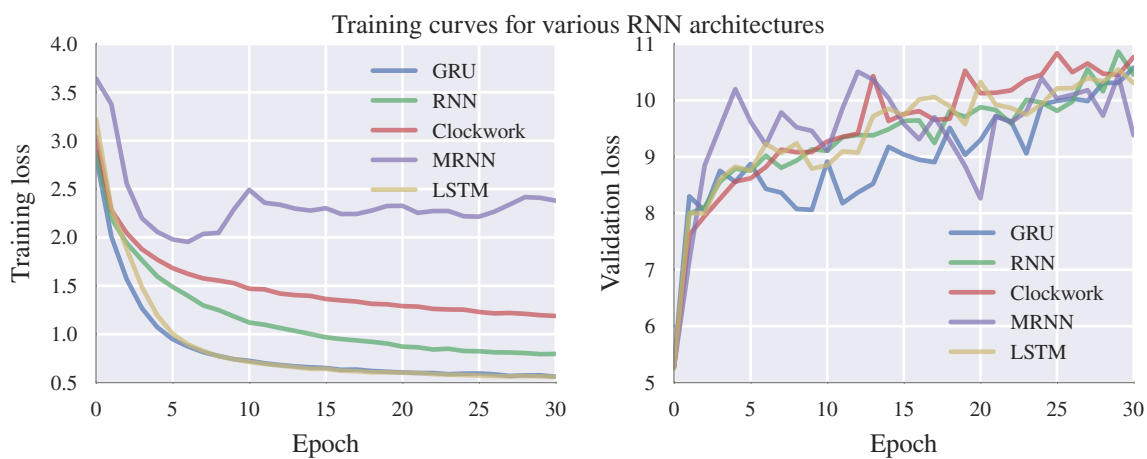 Training curves for various RNN architectures
Training loss
4.0
3.5
3.0
2.5
2.0
1.5
1.0
0.5
GRU
RNN
Clockwork
MRNN
LSTM
0 5 10 15 20 25 30
Epoch
Validation loss
11
10
9
8
7
6
5
GRU
RNN
Clockwork
MRNN
LSTM
0 5 10 15 20 25 30
Epoch